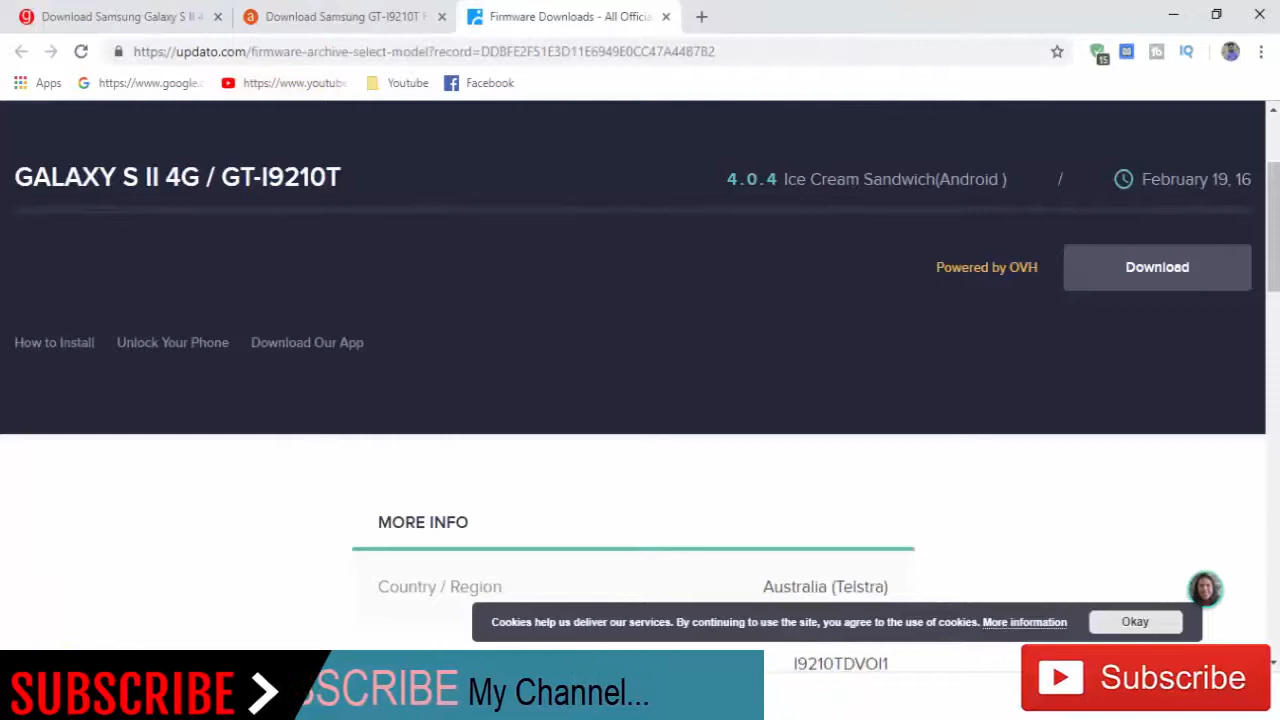 Download Samsung Galaxy S II 4
Download Samsung GT-I9210T
Firmware Downloads - All Officia
https://updato.com/firmware-archive-select-model?record=DDBFE2F51E3D11E6949E0CC47A4487B2
15
Apps
https://www.google.
https://www.youtube
Youtube
Facebook
GALAXY S II 4G / GT-I9210T
4.0.4 Ice Cream Sandwich(Android )
/
February 19, 16
Powered by OVH
Download
How to Install
Unlock Your Phone
Download Our App
MORE INFO
Country / Region
Australia (Telstra)
Cookies help us deliver our services. By continuing to use the site, you agree to the use of cookies. More information
Okay
I9210TDVOI1
SUBSCRIBE
SCRIBE My Channel...
Subscribe